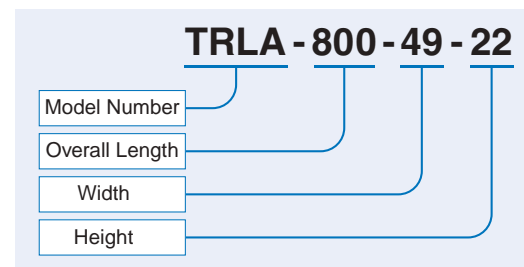 TRLA-800-49-22
Model Number
Overall Length
Width
Height